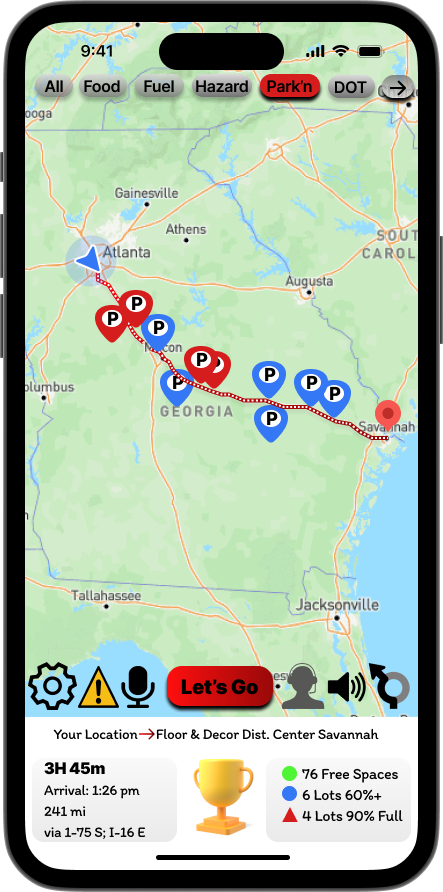 9:41
All Food Fuel Hazard Park'n DOT
ooga
Gainesville
Athens
SOUT
CAROL
Atlanta
Augusta
P
P
P
Macon
P
P
P
P
olumbus
P
P
P
GEORGIA
Savannah
Tallahassee
Jacksonville
Let's Go
Your Location→Floor & Decor Dist. Center Savannah
3H 45m
Arrival: 1:26 pm
241 mi
via 1-75 S; I-16 E
76 Free Spaces
6 Lots 60%+
4 Lots 90% Full